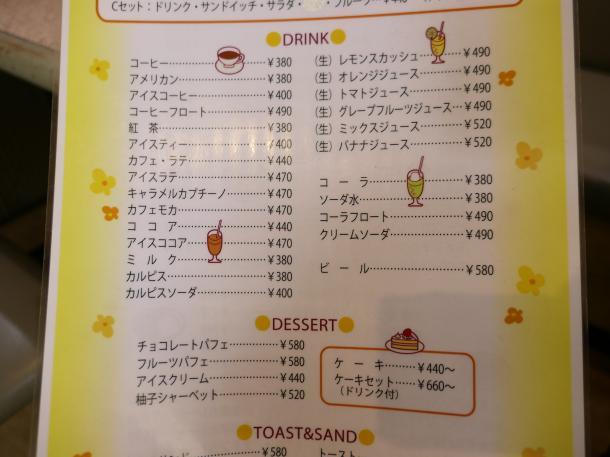 Cセット：ドリンク・サンドイッチ・サラダ
DRINK
コーヒー ¥380
アメリカン ¥380
アイスコーヒー ¥400
コーヒーフロート ¥490
紅 茶 ¥380
アイスティー ¥400
カフェ・ラテ ¥440
アイスラテ ¥470
キャラメルカプチーノ ¥470
カフェモカ ¥470
コ コ ア ¥440
アイスココア ¥470
ミ ル ク ¥380
カルピス ¥380
カルピスソーダ ¥400
(生) レモンスカッシュ ¥490
(生) オレンジジュース ¥490
(生) トマトジュース ¥490
(生) グレープフルーツジュース ¥490
(生) ミックスジュース ¥520
(生) バナナジュース ¥520
コ ー ラ ¥380
ソーダ水 ¥380
コーラフロート ¥490
クリームソーダ ¥490
ビ ー ル ¥580
DESSERT
チョコレートパフェ ¥580
フルーツパフェ ¥580
アイスクリーム ¥440
柚子シャーベット ¥520
ケ ー キ ¥440〜
ケーキセット ¥660〜
(ドリンク付)
TOAST&SAND
¥580
トースト